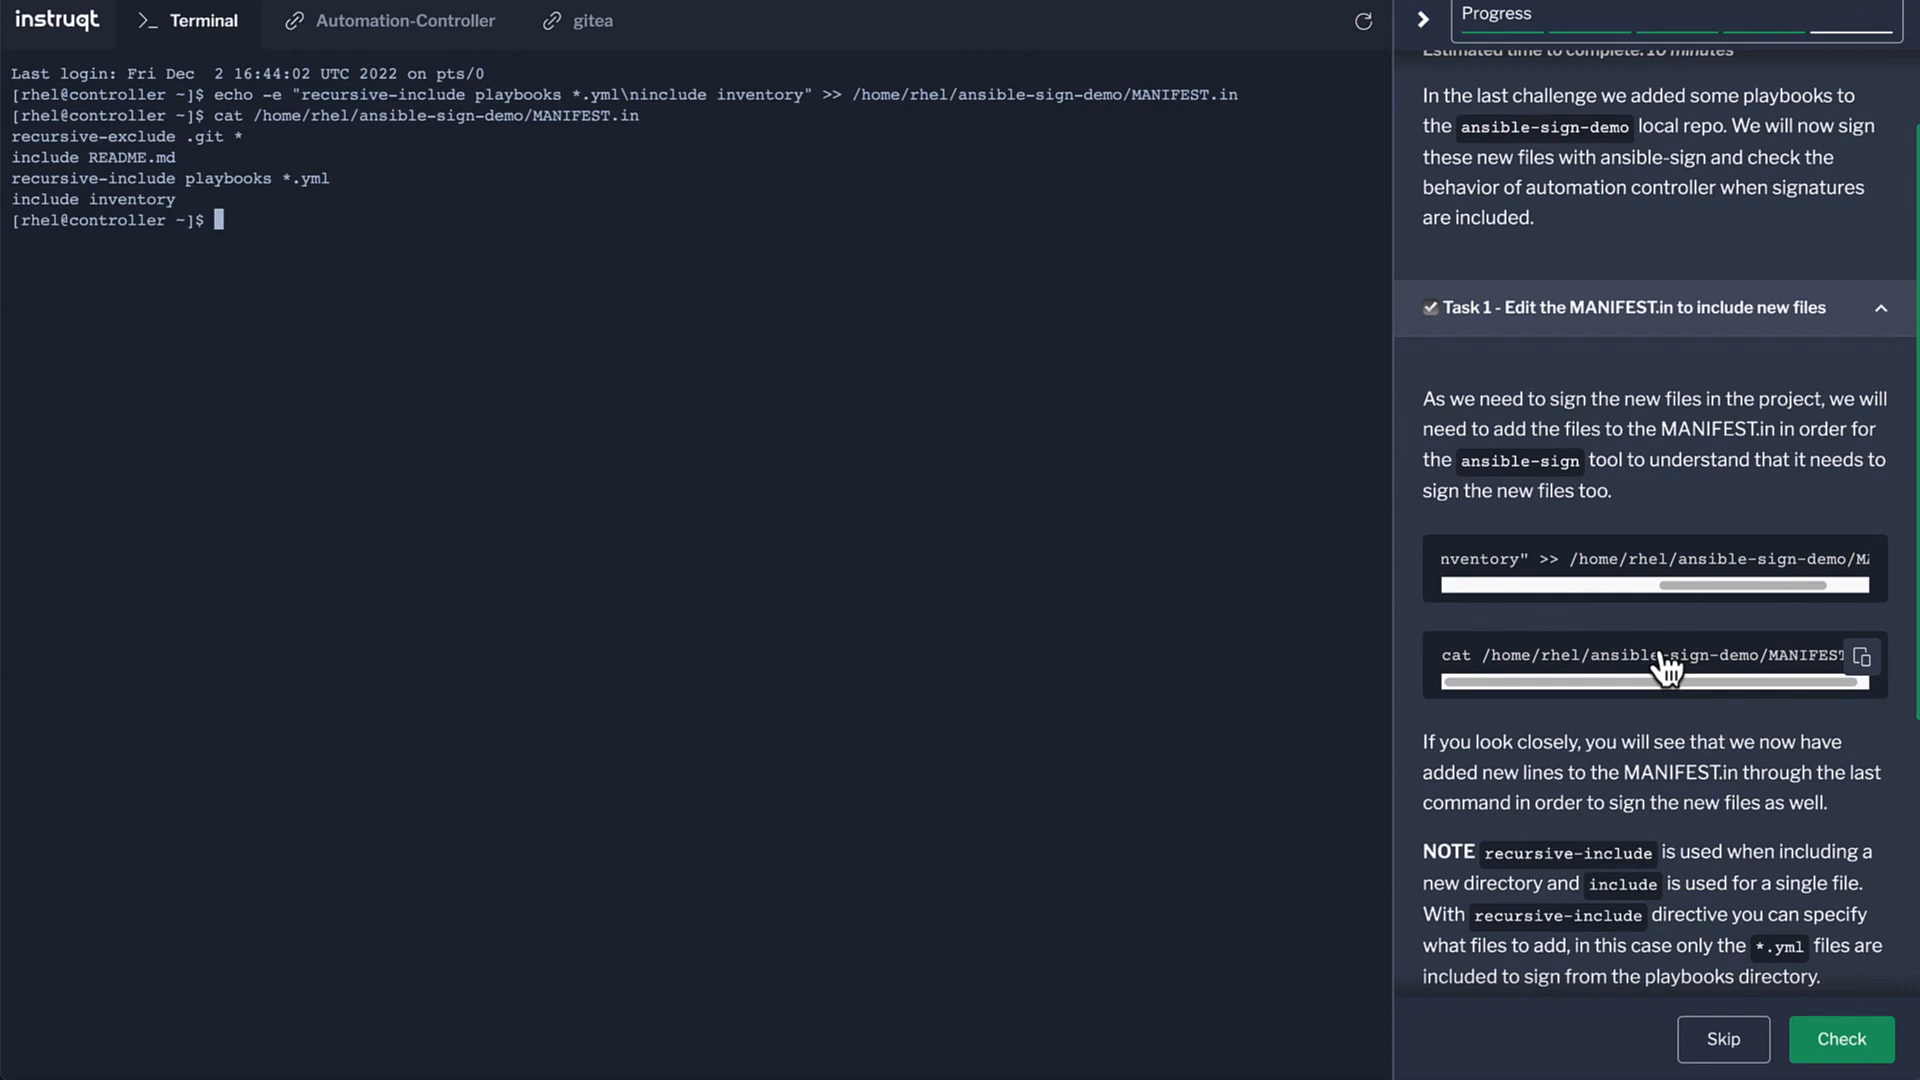 instruqt
>_ Terminal
Automation-Controller
gitea
Last login: Fri Dec  2 16:44:02 UTC 2022 on pts/0
[rhel@controller ~]$ echo -e "recursive-include playbooks *.yml\ninclude inventory" >> /home/rhel/ansible-sign-demo/MANIFEST.in
[rhel@controller ~]$ cat /home/rhel/ansible-sign-demo/MANIFEST.in
recursive-exclude .git *
include README.md
recursive-include playbooks *.yml
include inventory
[rhel@controller ~]$
Progress
Estimated time to complete: 10 minutes
In the last challenge we added some playbooks to
the ansible-sign-demo local repo. We will now sign
these new files with ansible-sign and check the
behavior of automation controller when signatures
are included.
Task 1 - Edit the MANIFEST.in to include new files
As we need to sign the new files in the project, we will
need to add the files to the MANIFEST.in in order for
the ansible-sign tool to understand that it needs to
sign the new files too.
nventory" >> /home/rhel/ansible-sign-demo/MA
cat /home/rhel/ansible-sign-demo/MANIFEST
If you look closely, you will see that we now have
added new lines to the MANIFEST.in through the last
command in order to sign the new files as well.
NOTE recursive-include is used when including a
new directory and include is used for a single file.
With recursive-include directive you can specify
what files to add, in this case only the *.yml files are
included to sign from the playbooks directory.
Skip
Check